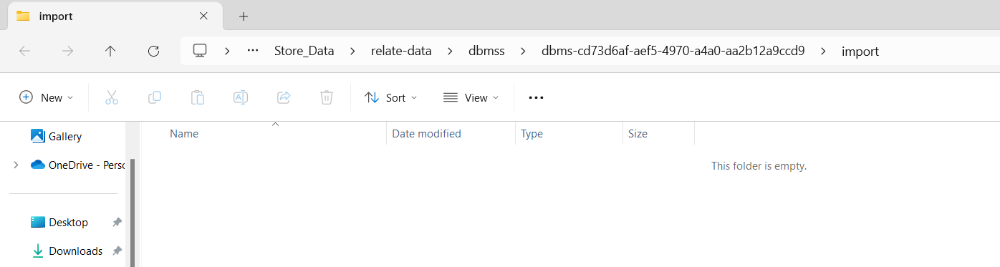 import
Store_Data > relate-data > dbmss > dbms-cd73d6af-aef5-4970-a4a0-aa2b12a9ccd9 > import
New Sort View
Name Date modified Type Size
This folder is empty.
Gallery
OneDrive - Perso
Desktop
Downloads